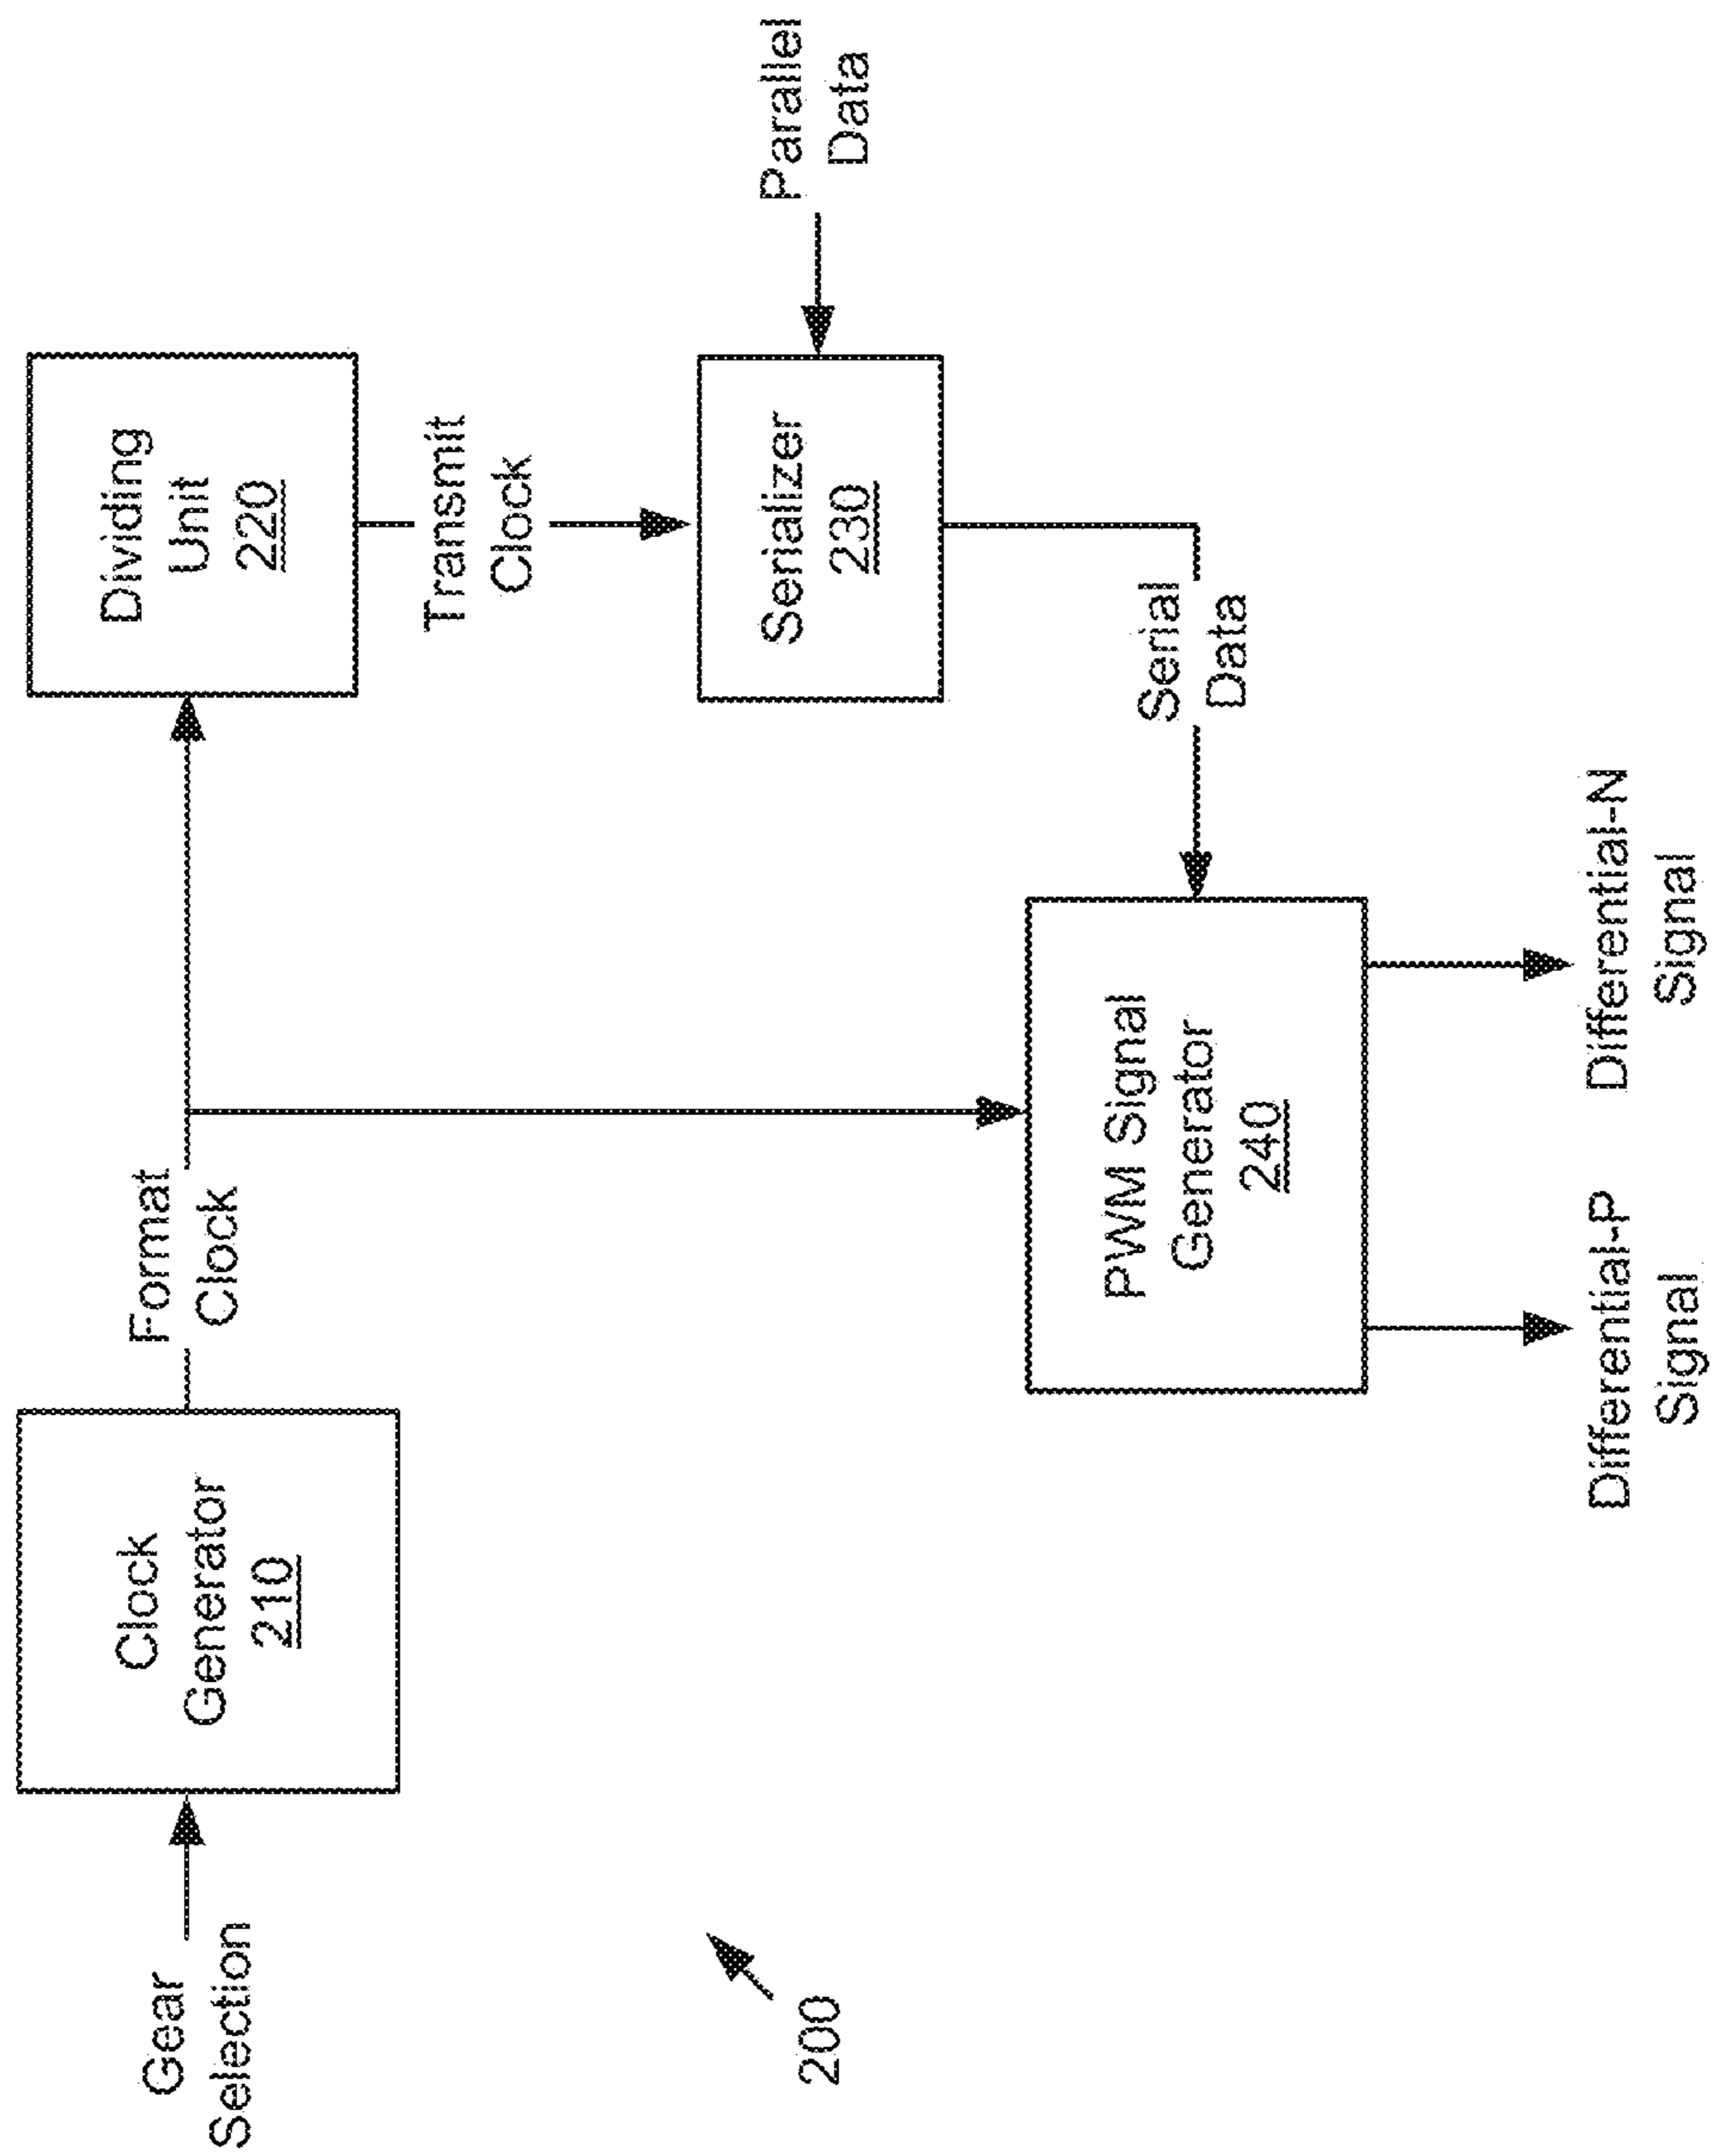 Gear
Selection
Clock
Generator
210
Format
Clock
Dividing
Unit
220
Transmit
Clock
Serializer
230
Parallel
Data
Serial
Data
PWM Signal
Generator
240
Differential-P
Signal
Differential-N
Signal
200